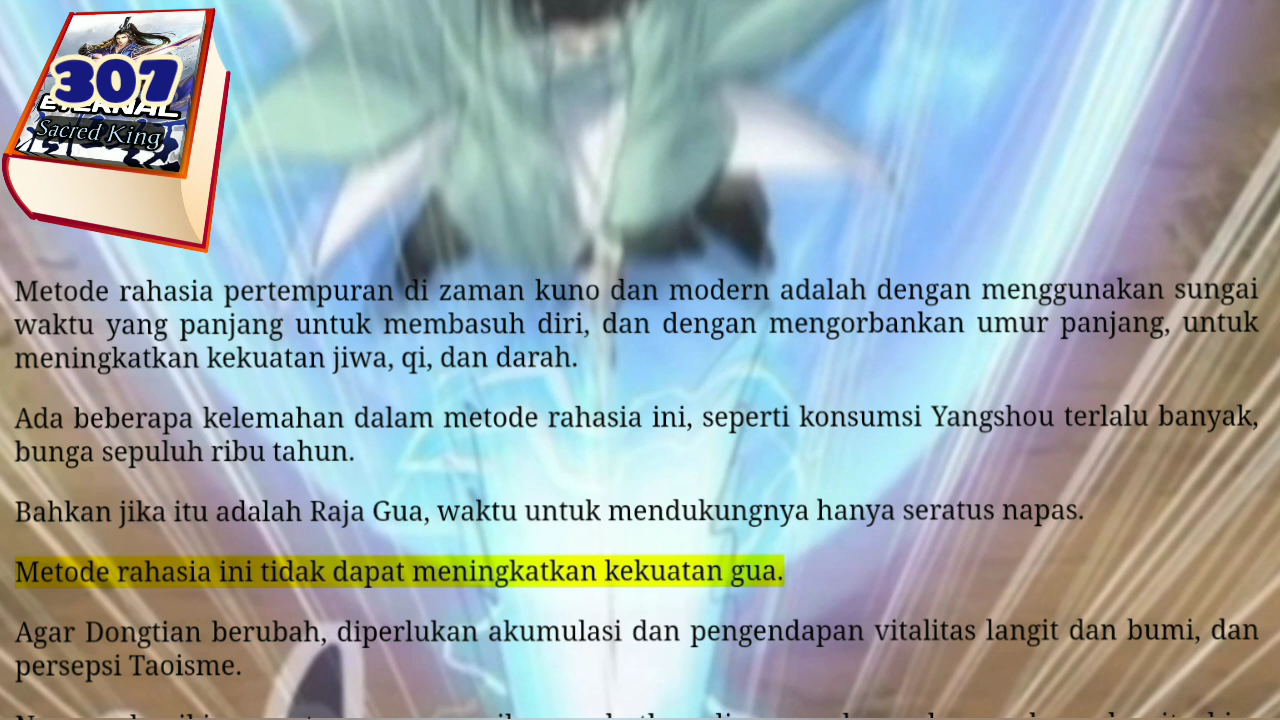 307
ETERNAL
Sacred King
Metode rahasia pertempuran di zaman kuno dan modern adalah dengan menggunakan sungai
waktu yang panjang untuk membasuh diri, dan dengan mengorbankan umur panjang, untuk
meningkatkan kekuatan jiwa, qi, dan darah.
Ada beberapa kelemahan dalam metode rahasia ini, seperti konsumsi Yangshou terlalu banyak,
bunga sepuluh ribu tahun.
Bahkan jika itu adalah Raja Gua, waktu untuk mendukungnya hanya seratus napas.
Metode rahasia ini tidak dapat meningkatkan kekuatan gua.
Agar Dongtian berubah, diperlukan akumulasi dan pengendapan vitalitas langit dan bumi, dan
persepsi Taoisme.